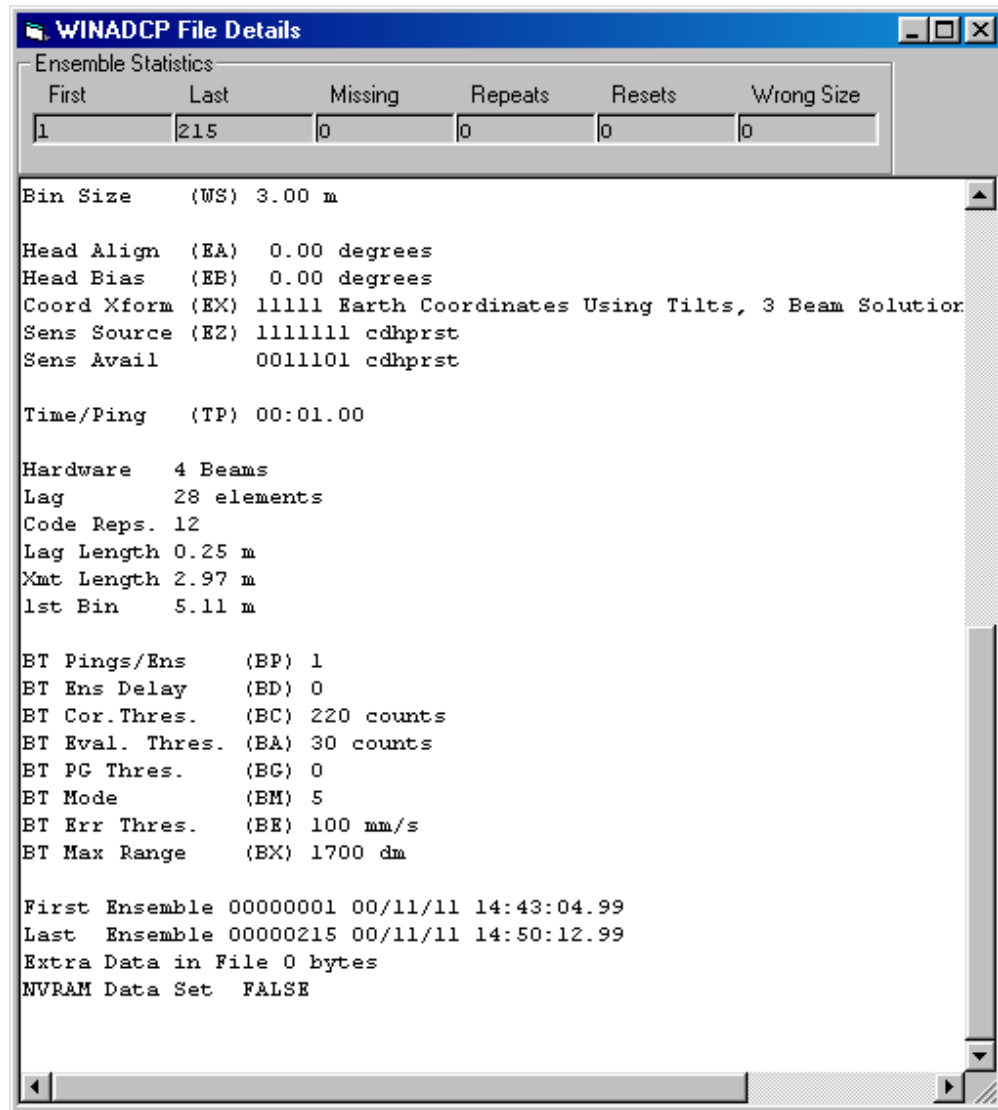 WINADCP File Details
Ensemble Statistics
First Last Missing Repeats Resets Wrong Size
1 215 0 0 0 0
Bin Size (WS) 3.00 m
Head Align (EA) 0.00 degrees
Head Bias (EB) 0.00 degrees
Coord Xform (EX) 11111 Earth Coordinates Using Tilts, 3 Beam Solution
Sens Source (EZ) 1111111 cdhprst
Sens Avail 0011101 cdhprst
Time/Ping (TP) 00:01.00
Hardware 4 Beams
Lag 28 elements
Code Reps. 12
Lag Length 0.25 m
Xmt Length 2.97 m
1st Bin 5.11 m
BT Pings/Ens (BP) 1
BT Ens Delay (BD) 0
BT Cor.Thres. (BC) 220 counts
BT Eval. Thres. (BA) 30 counts
BT PG Thres. (BG) 0
BT Mode (BM) 5
BT Err Thres. (BE) 100 mm/s
BT Max Range (BX) 1700 dm
First Ensemble 00000001 00/11/11 14:43:04.99
Last Ensemble 00000215 00/11/11 14:50:12.99
Extra Data in File 0 bytes
NVRAM Data Set FALSE